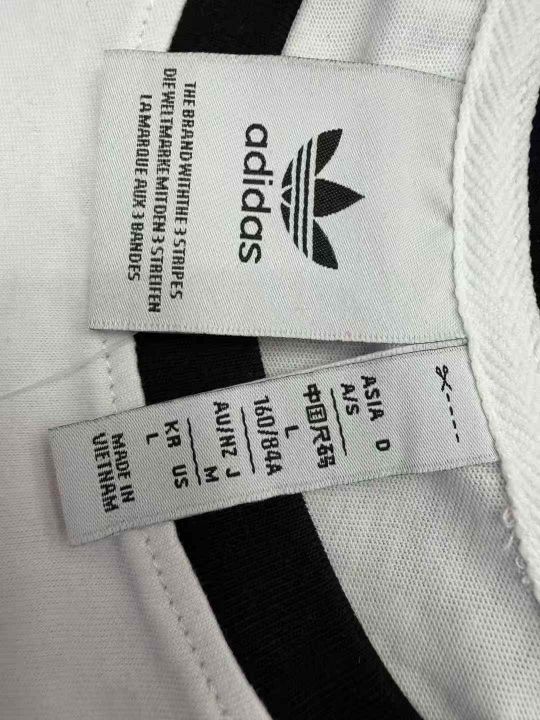 adidas
THE BRAND WITH THE 3 STRIPES
DIE WELTMARKE MIT DEN 3 STREIFEN
LA MARQUE AUX 3 BANDES
ASIA D
A/S
中国尺码
L
160/84A
AU/NZ J
M
KR US
L
MADE IN
VIETNAM